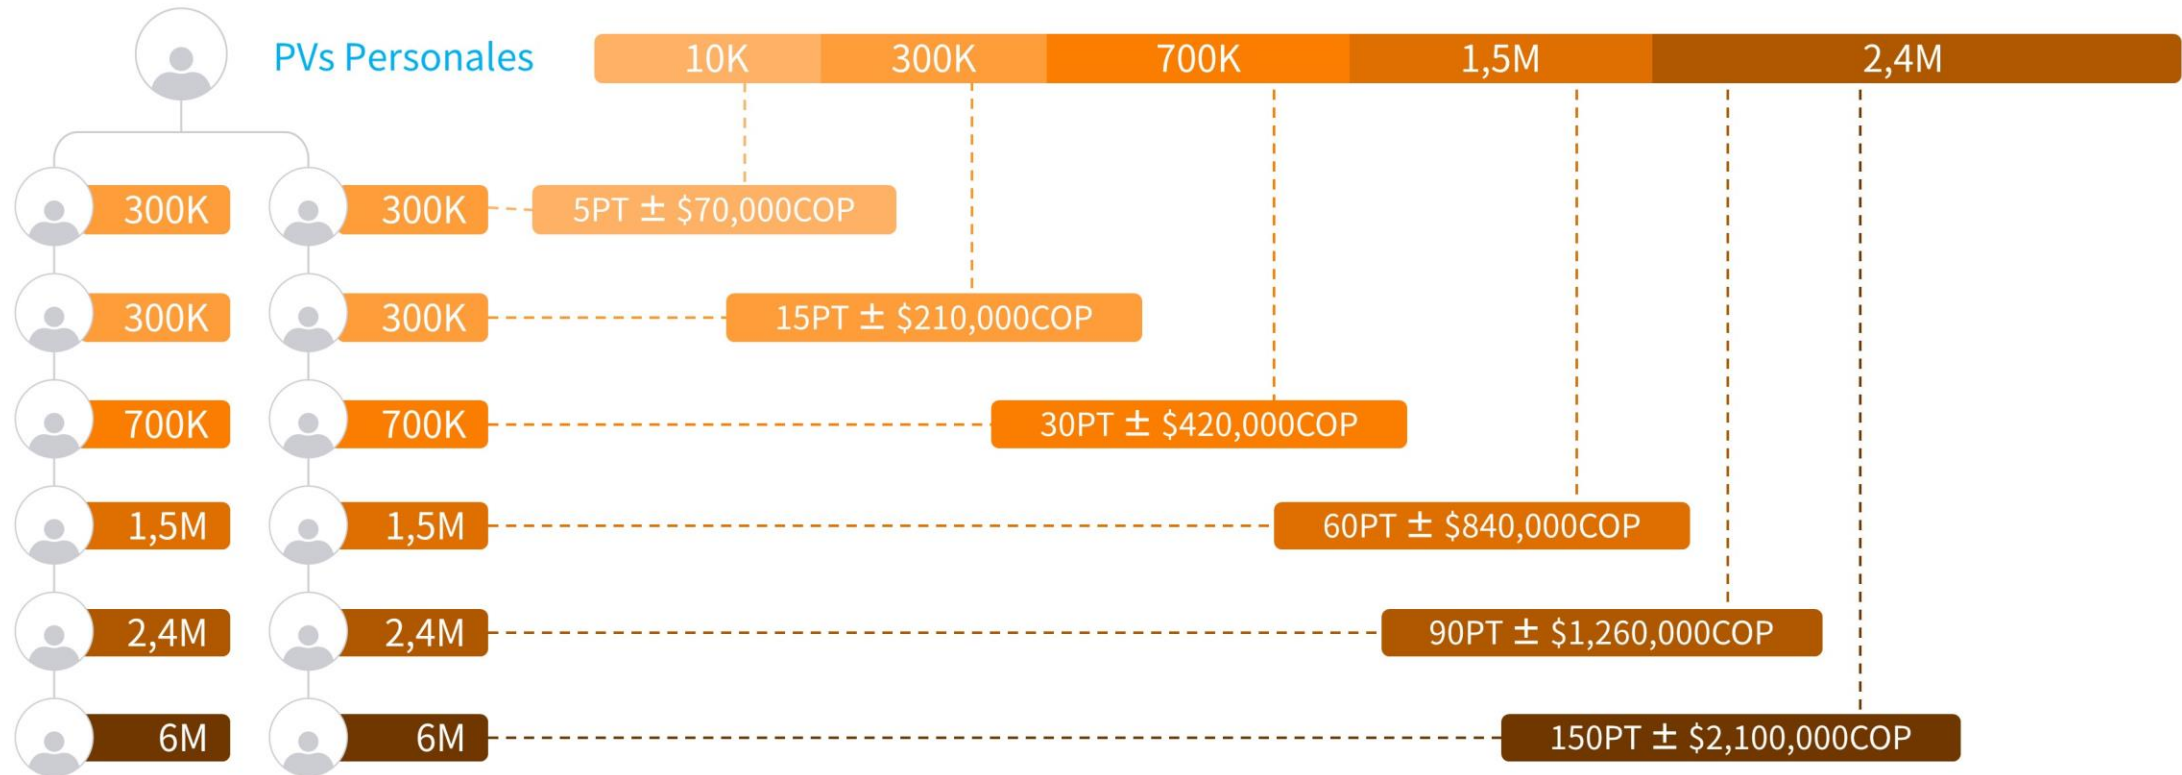 PVs Personales 10K 300K 700K 1,5M 2,4M
300K 300K 5PT ± $70,000COP
300K 300K 15PT ± $210,000COP
700K 700K 30PT ± $420,000COP
1,5M 1,5M 60PT ± $840,000COP
2,4M 2,4M 90PT ± $1,260,000COP
6M 6M 150PT ± $2,100,000COP